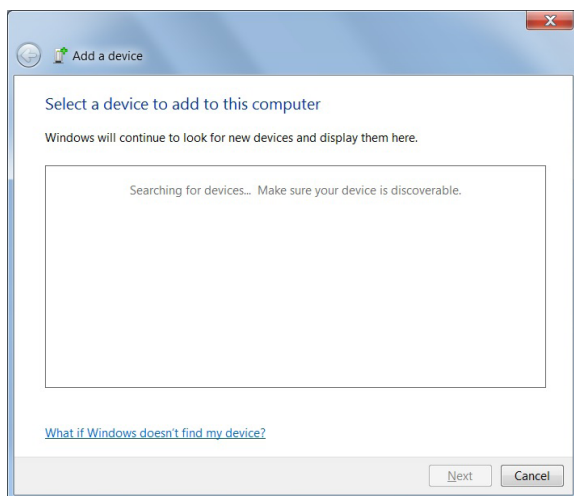 Add a device
Select a device to add to this computer
Windows will continue to look for new devices and display them here.
Searching for devices... Make sure your device is discoverable.
What if Windows doesn't find my device?
Next Cancel